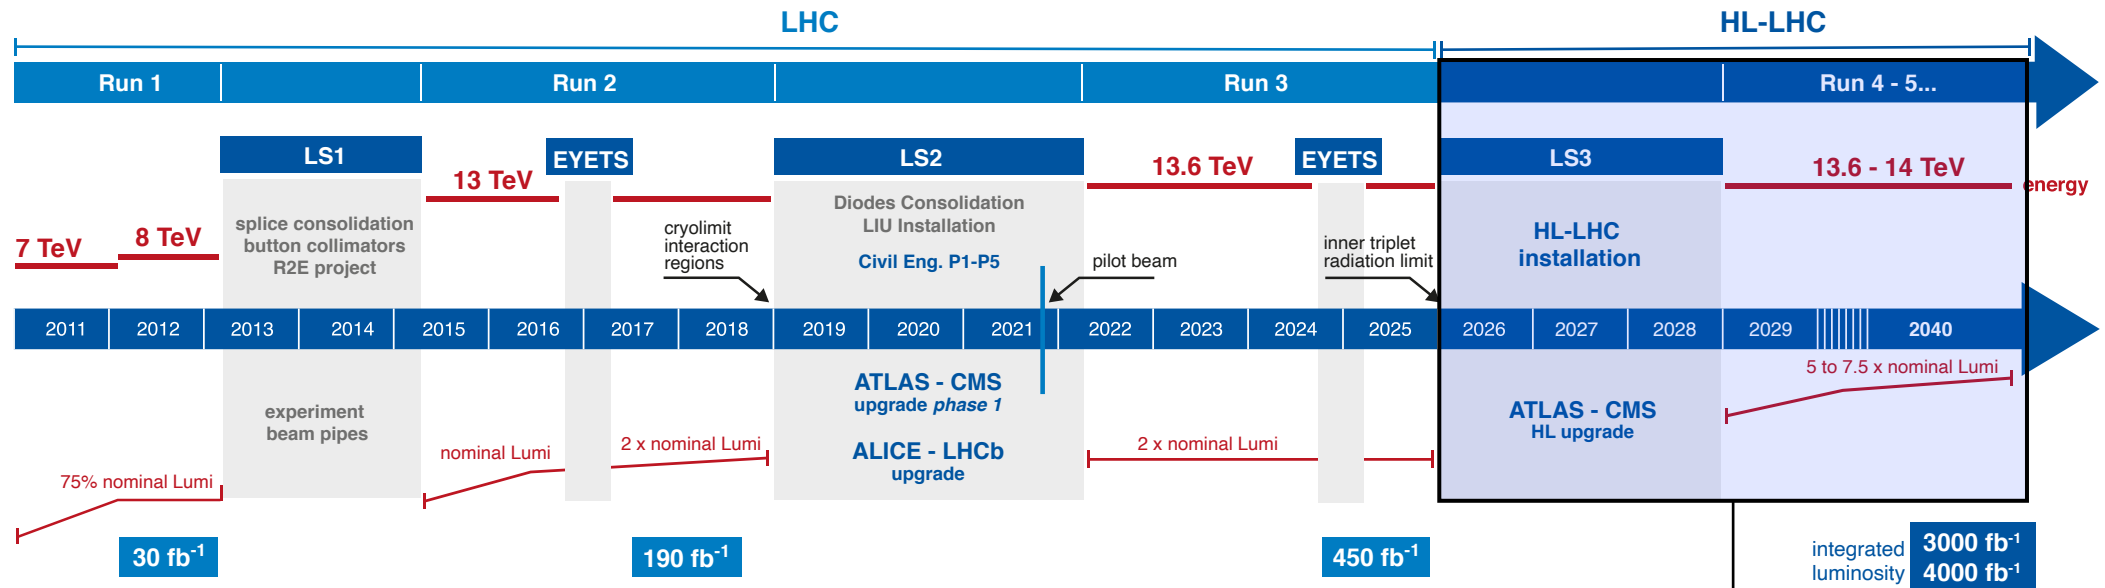 LHC
HL-LHC
Run 1
Run 2
Run 3
Run 4 - 5...
LS1
EYETS
LS2
EYETS
LS3
13 TeV
13.6 TeV
13.6 - 14 TeV
energy
7 TeV
8 TeV
splice consolidation
button collimators
R2E project
cryolimit
interaction
regions
Diodes Consolidation
LIU Installation
Civil Eng. P1-P5
pilot beam
inner triplet
radiation limit
HL-LHC
installation
2011
2012
2013
2014
2015
2016
2017
2018
2019
2020
2021
2022
2023
2024
2025
2026
2027
2028
2029
2040
experiment
beam pipes
75% nominal Lumi
nominal Lumi
2 x nominal Lumi
ATLAS - CMS
upgrade phase 1
ALICE - LHCb
upgrade
2 x nominal Lumi
ATLAS - CMS
HL upgrade
5 to 7.5 x nominal Lumi
30 fb-1
190 fb-1
450 fb-1
integrated
luminosity
3000 fb-1
4000 fb-1